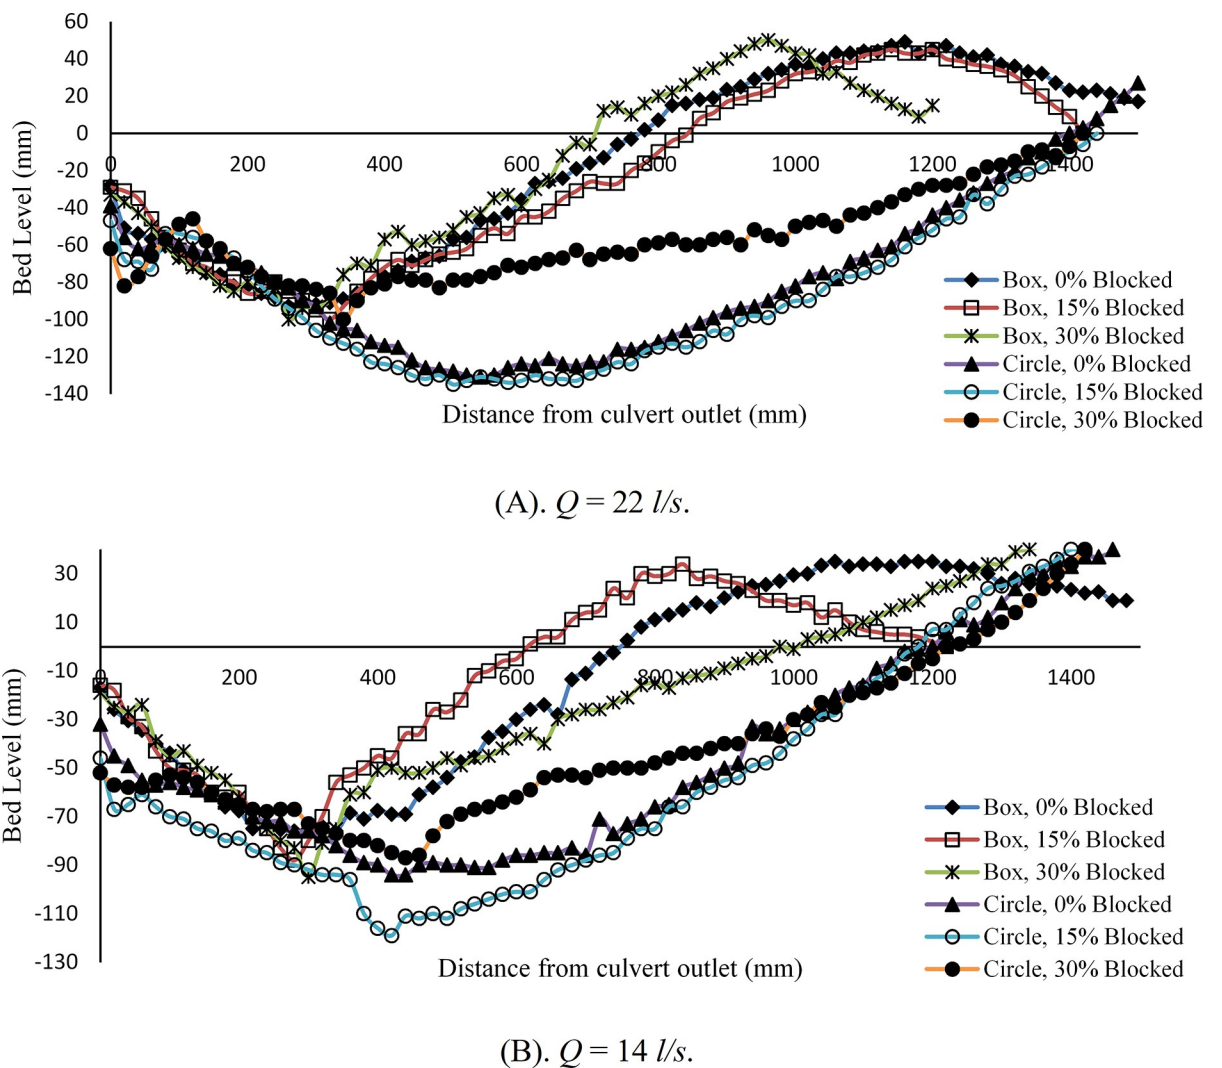 60
40
20
0
-20
-40
-60
-80
-100
-120
-140
Bed Level (mm)
0 200 400 600 800 1000 1200 1400
Distance from culvert outlet (mm)
Box, 0% Blocked
Box, 15% Blocked
Box, 30% Blocked
Circle, 0% Blocked
Circle, 15% Blocked
Circle, 30% Blocked
(A). Q = 22 l/s.
30
10
-10
-30
-50
-70
-90
-110
-130
Bed Level (mm)
0 200 400 600 800 1000 1200 1400
Distance from culvert outlet (mm)
Box, 0% Blocked
Box, 15% Blocked
Box, 30% Blocked
Circle, 0% Blocked
Circle, 15% Blocked
Circle, 30% Blocked
(B). Q = 14 l/s.